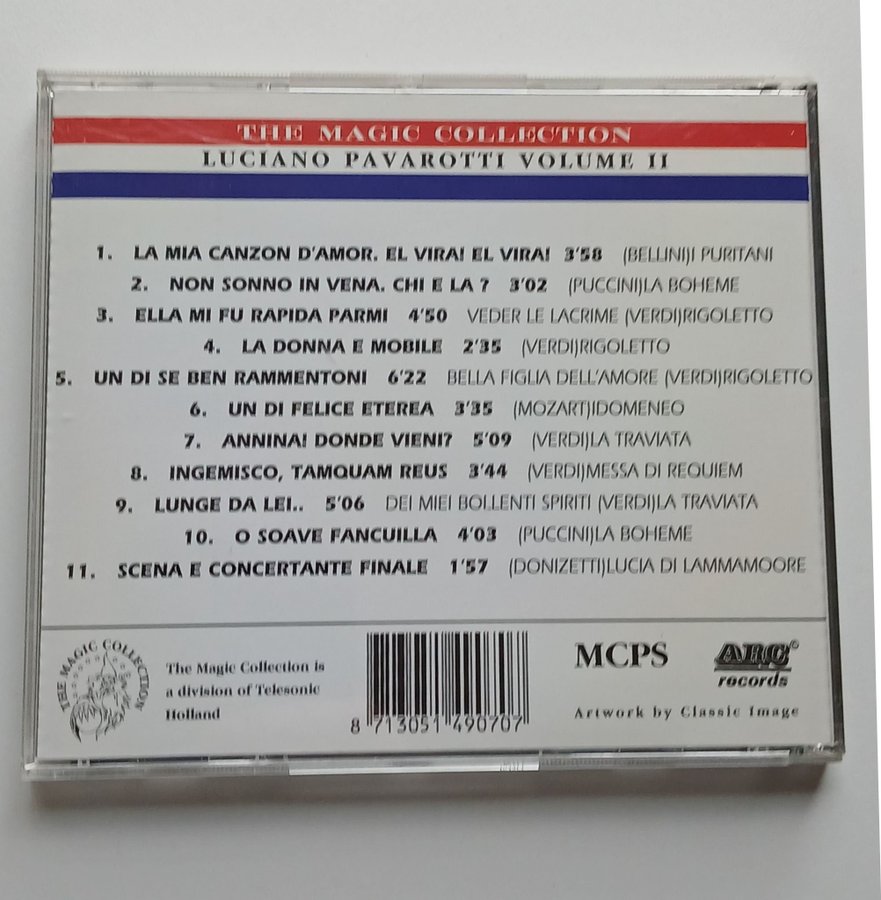 THE MAGIC COLLECTION
LUCIANO PAVAROTTI VOLUME II
1. LA MIA CANZON D'AMOR. EL VIRA! EL VIRA! 3'58 (BELLINI)I PURITANI
2. NON SONNO IN VENA. CHI E LA ? 3'02 (PUCCINI)LA BOHEME
3. ELLA MI FU RAPIDA PARMI 4'50 VEDER LE LACRIME (VERDI)RIGOLETTO
4. LA DONNA E MOBILE 2'35 (VERDI)RIGOLETTO
5. UN DI SE BEN RAMMENTONI 6'22 BELLA FIGLIA DELL'AMORE (VERDI)RIGOLETTO
6. UN DI FELICE ETEREA 3'35 (MOZART)IDOMENEO
7. ANNINA! DONDE VIENI? 5'09 (VERDI)LA TRAVIATA
8. INGEMISCO, TAMQUAM REUS 3'44 (VERDI)MESSA DI REQUIEM
9. LUNGE DA LEI.. 5'06 DEI MIEI BOLLENTI SPIRITI (VERDI)LA TRAVIATA
10. O SOAVE FANCUILLA 4'03 (PUCCINI)LA BOHEME
11. SCENA E CONCERTANTE FINALE 1'57 (DONIZETTI)LUCIA DI LAMMAMOORE
THE MAGIC COLLECTION
The Magic Collection is
a division of Telesonic
Holland
8 713051 490707
MCPS
ARC©
records
Artwork by Classic Image